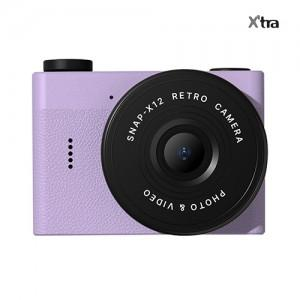 X'tra
SNAP-X12 RETRO CAMERA
PHOTO & VIDEO